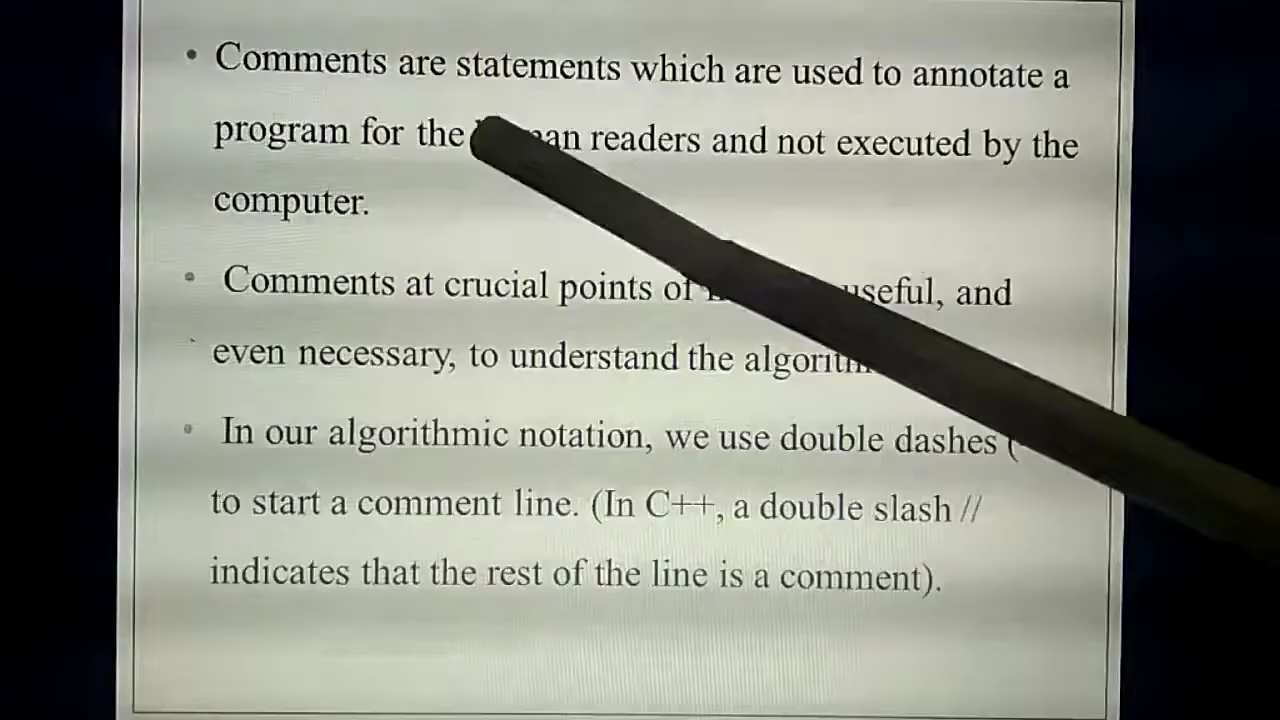 • Comments are statements which are used to annotate a
program for the readers and not executed by the
computer.
• Comments at crucial points of useful, and
even necessary, to understand the
• In our algorithmic notation, we use double dashes (
to start a comment line. (In C++, a double slash //
indicates that the rest of the line is a comment).